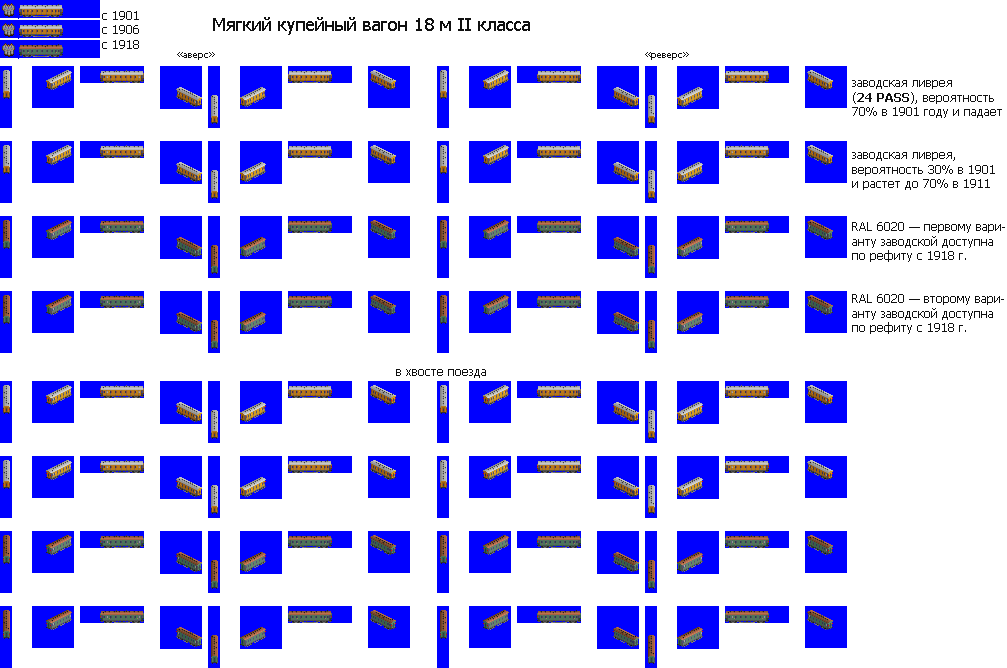 с 1901
с 1906
с 1918
Мягкий купейный вагон 18 м II класса
«аверс»
«реверс»
заводская ливрея
(24 PASS), вероятность
70% в 1901 году и падает
заводская ливрея,
вероятность 30% в 1901
и растет до 70% в 1911
RAL 6020 — первому вари-
анту заводской доступна
по рефиту с 1918 г.
RAL 6020 — второму вари-
анту заводской доступна
по рефиту с 1918 г.
в хвосте поезда